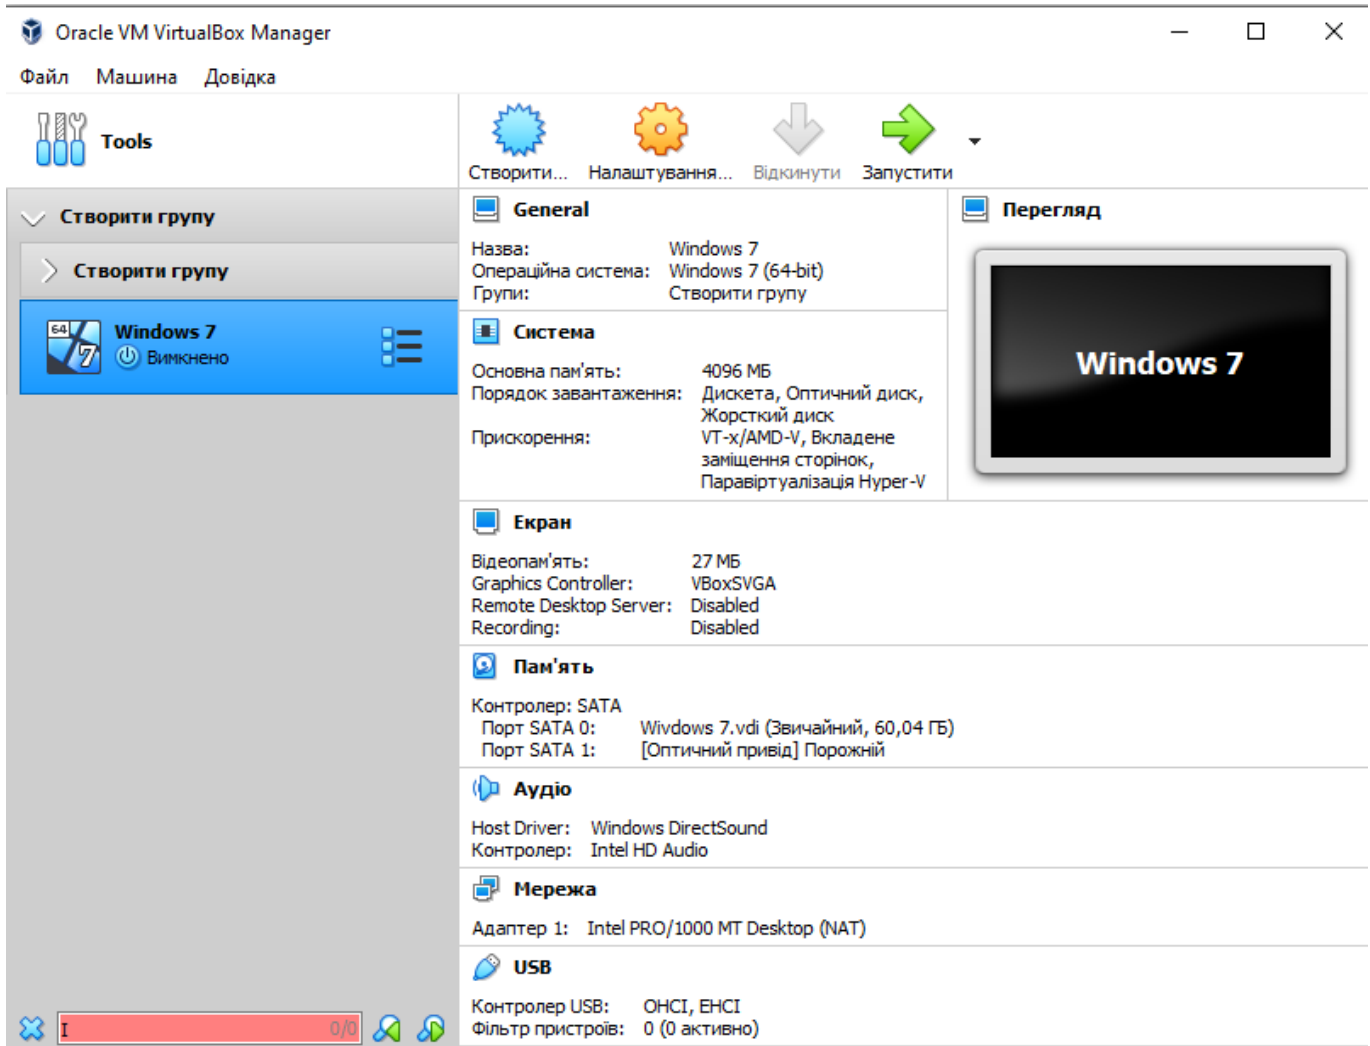 Oracle VM VirtualBox Manager
Файл Машина Довідка
Tools
Створити... Налаштування... Відкинути Запустити
Створити групу
Створити групу
64 7 Windows 7
Вимкнено
General
Назва: Windows 7
Операційна система: Windows 7 (64-bit)
Групи: Створити групу
Перегляд
Windows 7
Система
Основна пам'ять: 4096 МБ
Порядок завантаження: Дискета, Оптичний диск,
Жорсткий диск
Прискорення: VT-x/AMD-V, Вкладене
заміщення сторінок,
Паравіртуалізація Hyper-V
Екран
Відеопам'ять: 27 МБ
Graphics Controller: VBoxSVGA
Remote Desktop Server: Disabled
Recording: Disabled
Пам'ять
Контролер: SATA
Порт SATA 0: Wivdows 7.vdi (Звичайний, 60,04 ГБ)
Порт SATA 1: [Оптичний привід] Порожній
Аудіо
Host Driver: Windows DirectSound
Контролер: Intel HD Audio
Мережа
Адаптер 1: Intel PRO/1000 MT Desktop (NAT)
USB
Контролер USB: OHCI, EHCI
Фільтр пристроїв: 0 (0 активно)
0/0